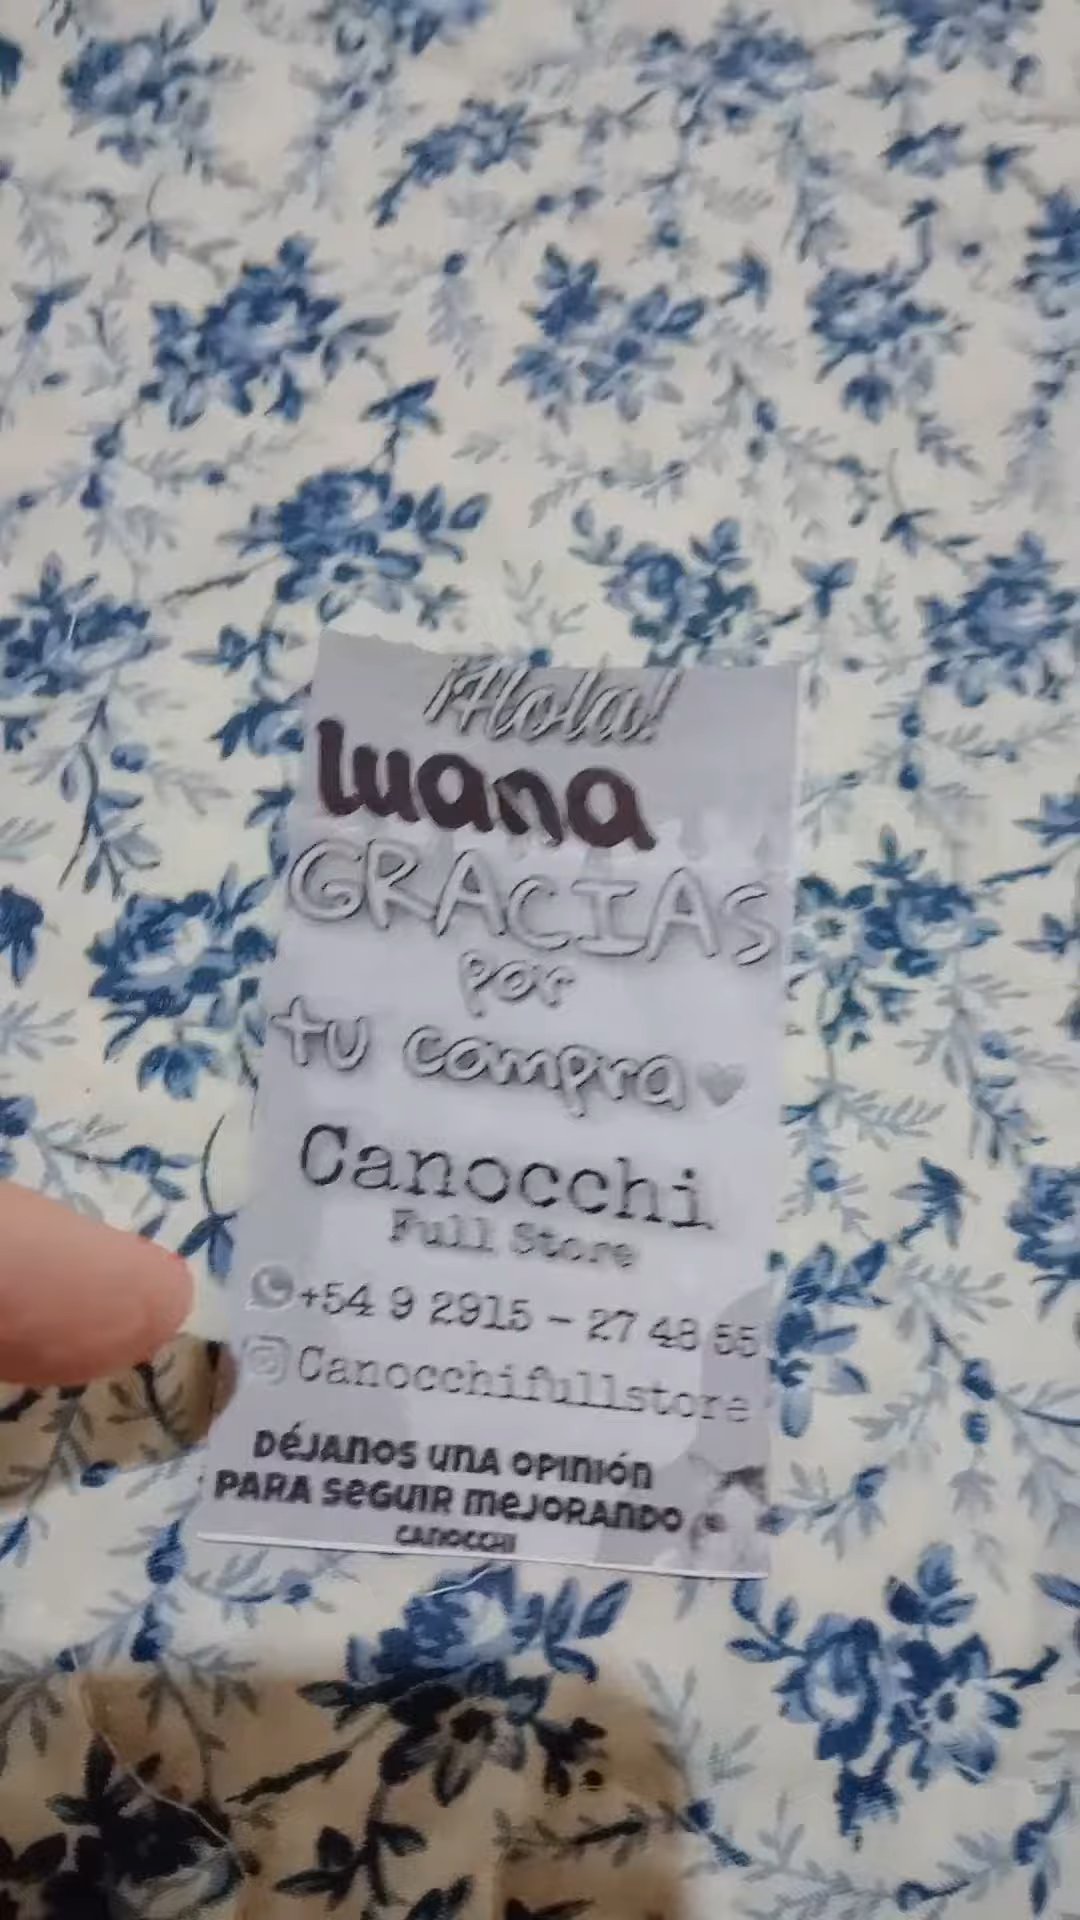 ¡Hola!
luana
GRACIAS
por
tu compra
Canocchi
Full Store
+54 9 2915 - 27 48 55
Canocchifullstore
DÉJANOS UNA OPINIÓN
PARA SEGUIR MEJORANDO
CANOCCHI